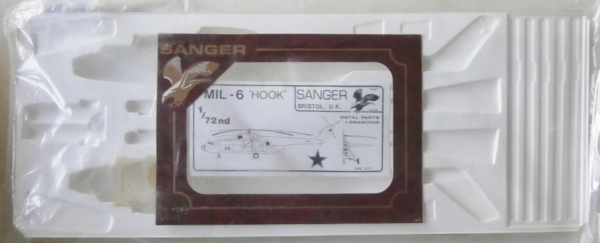 SANGER
MIL-6 'HOOK'
1/72nd
SANGER
BRISTOL, U.K.
METAL PARTS
+ DRAWINGS